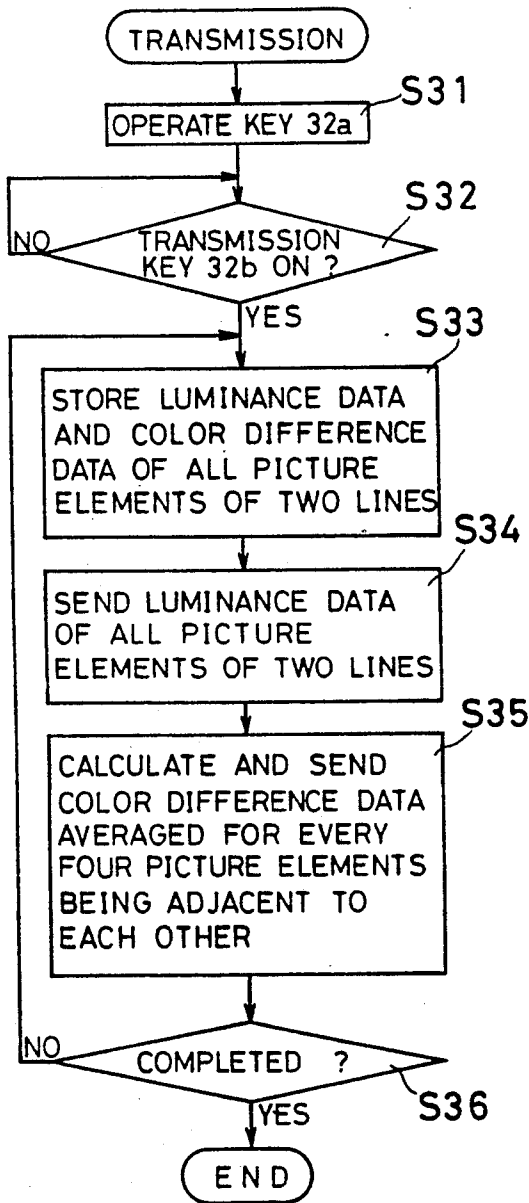 TRANSMISSION
S31
OPERATE KEY 32a
S32
NO
TRANSMISSION
KEY 32b ON ?
YES
S33
STORE LUMINANCE DATA
AND COLOR DIFFERENCE
DATA OF ALL PICTURE
ELEMENTS OF TWO LINES
S34
SEND LUMINANCE DATA
OF ALL PICTURE
ELEMENTS OF TWO LINES
S35
CALCULATE AND SEND
COLOR DIFFERENCE DATA
AVERAGED FOR EVERY
FOUR PICTURE ELEMENTS
BEING ADJACENT TO
EACH OTHER
NO
COMPLETED ?
S36
YES
END